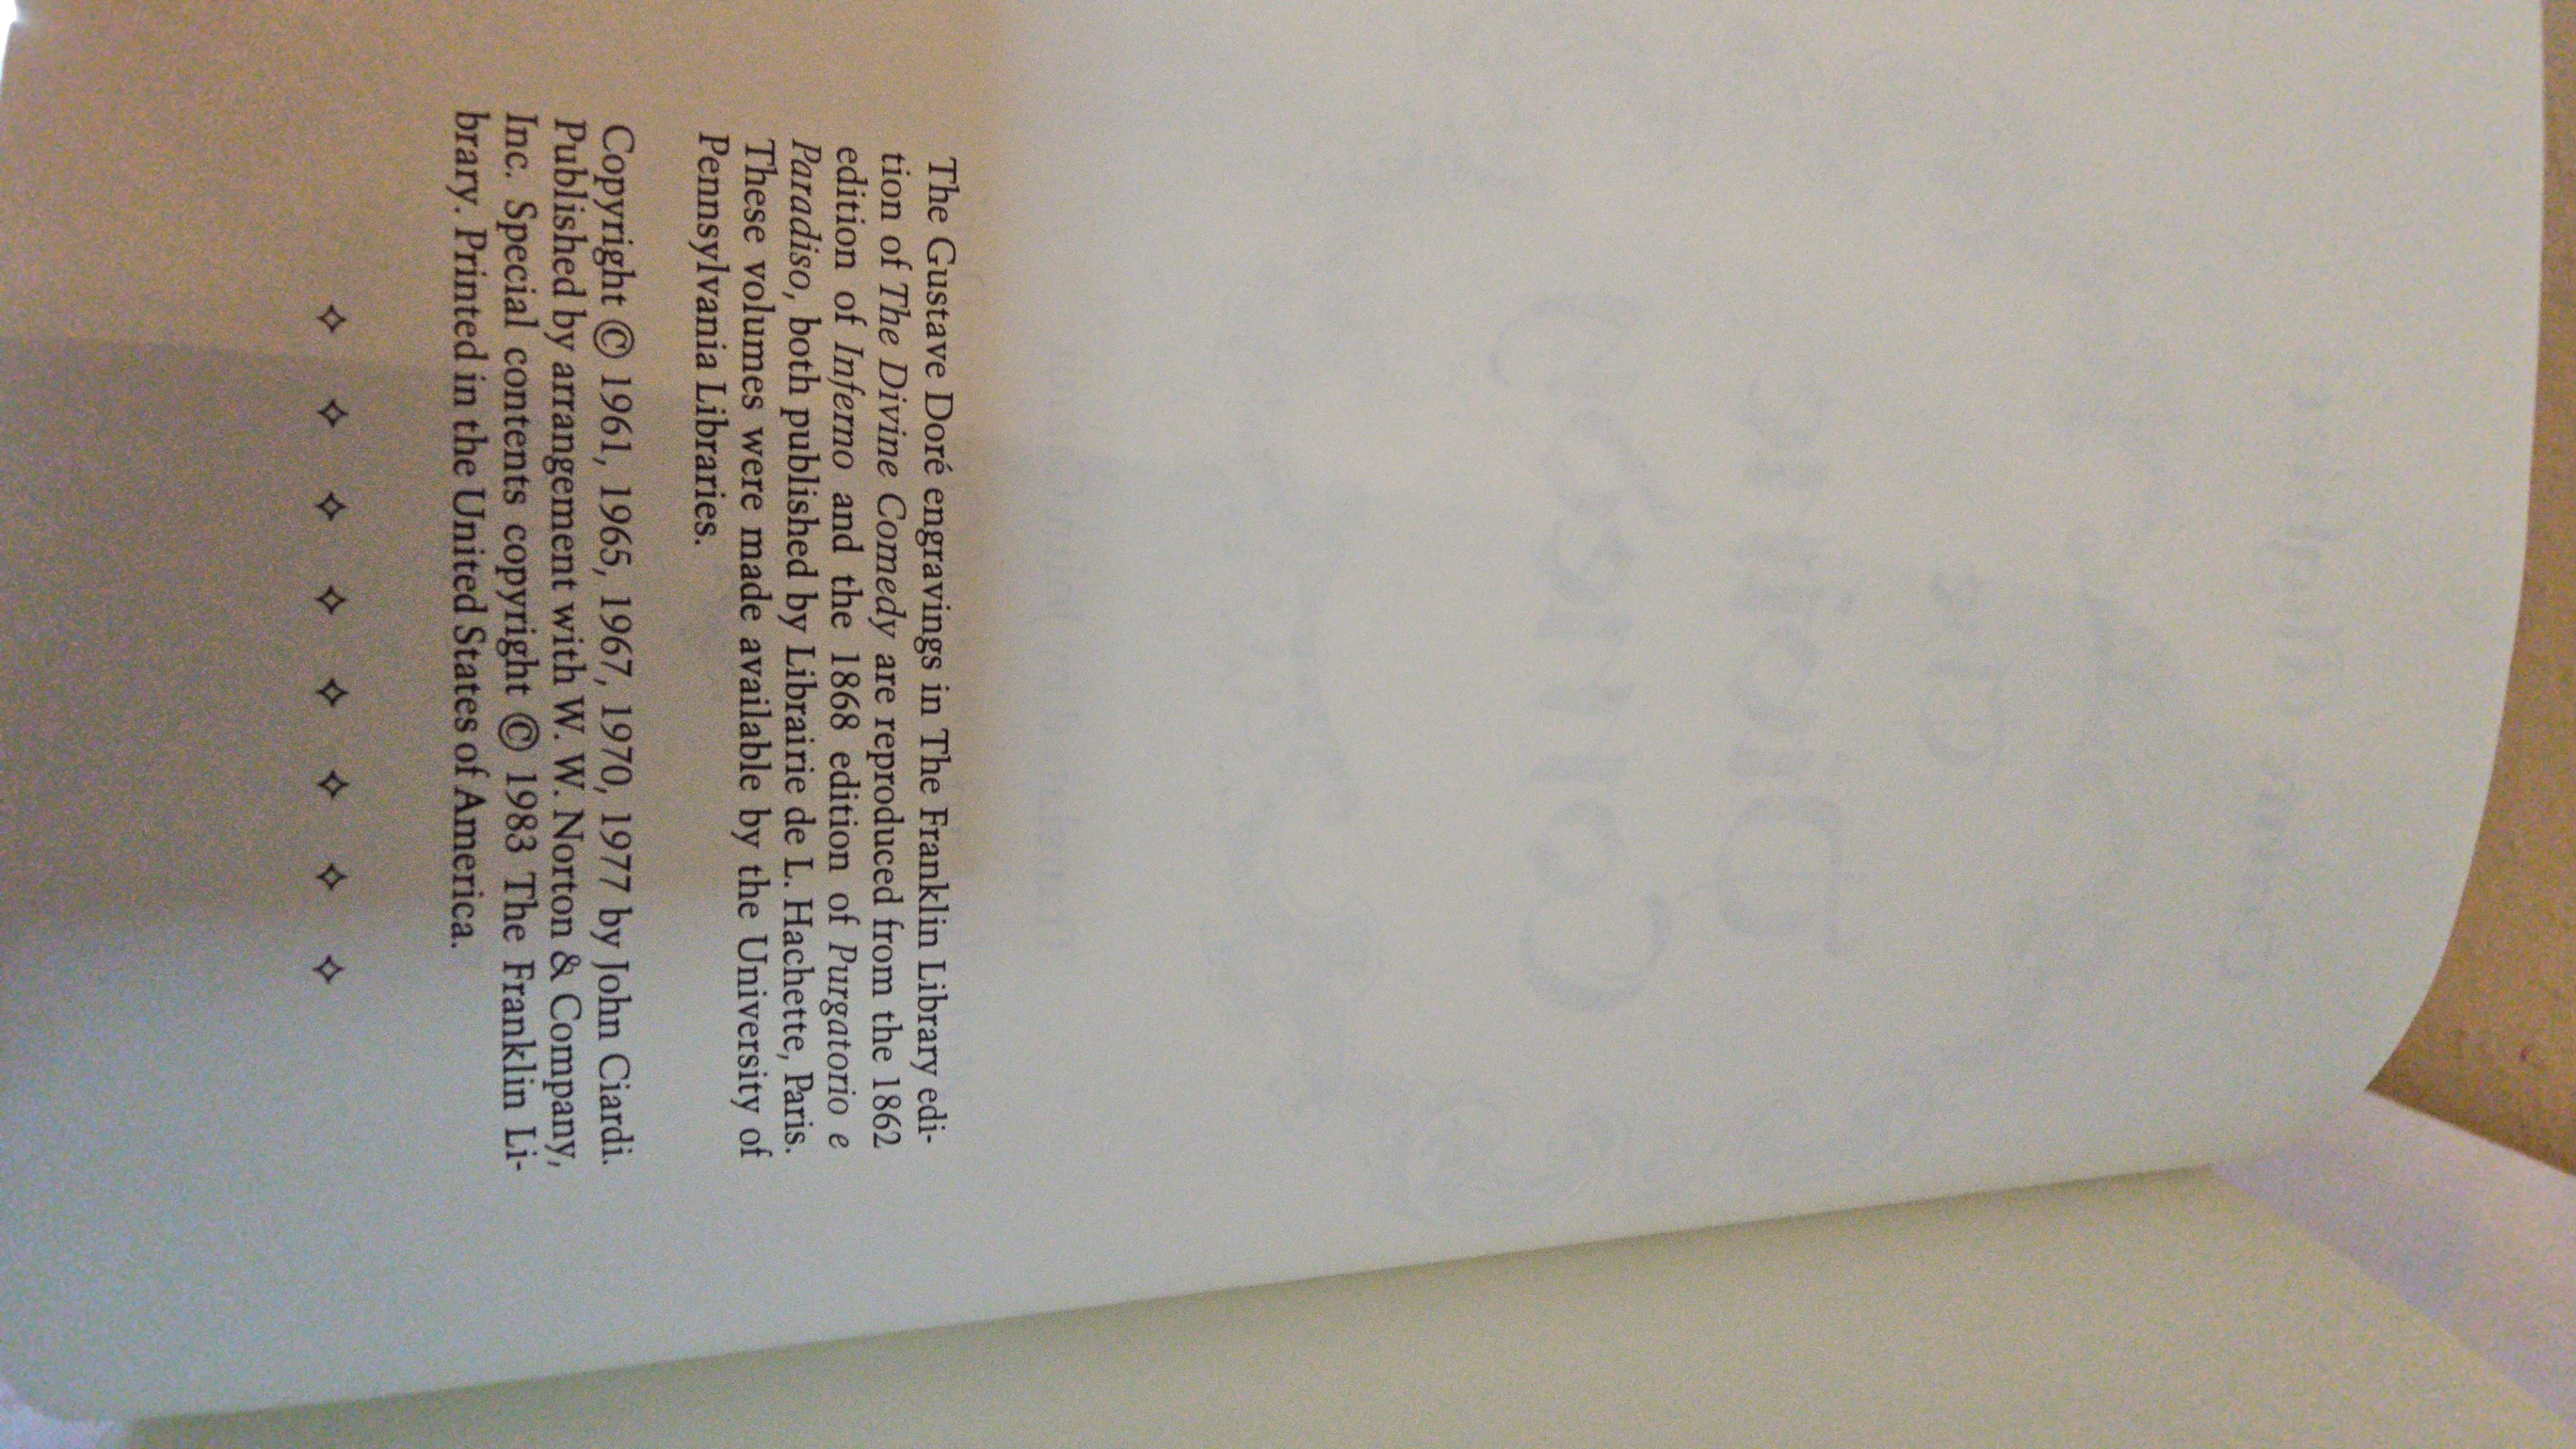 The Gustave Doré engravings in The Franklin Library edi-
tion of The Divine Comedy are reproduced from the 1862
edition of Inferno and the 1868 edition of Purgatorio e
Paradiso, both published by Librairie de L. Hachette, Paris.
These volumes were made available by the University of
Pennsylvania Libraries.
Copyright © 1961, 1965, 1967, 1970, 1977 by John Ciardi.
Published by arrangement with W. W. Norton & Company,
Inc. Special contents copyright © 1983 The Franklin Li-
brary. Printed in the United States of America.